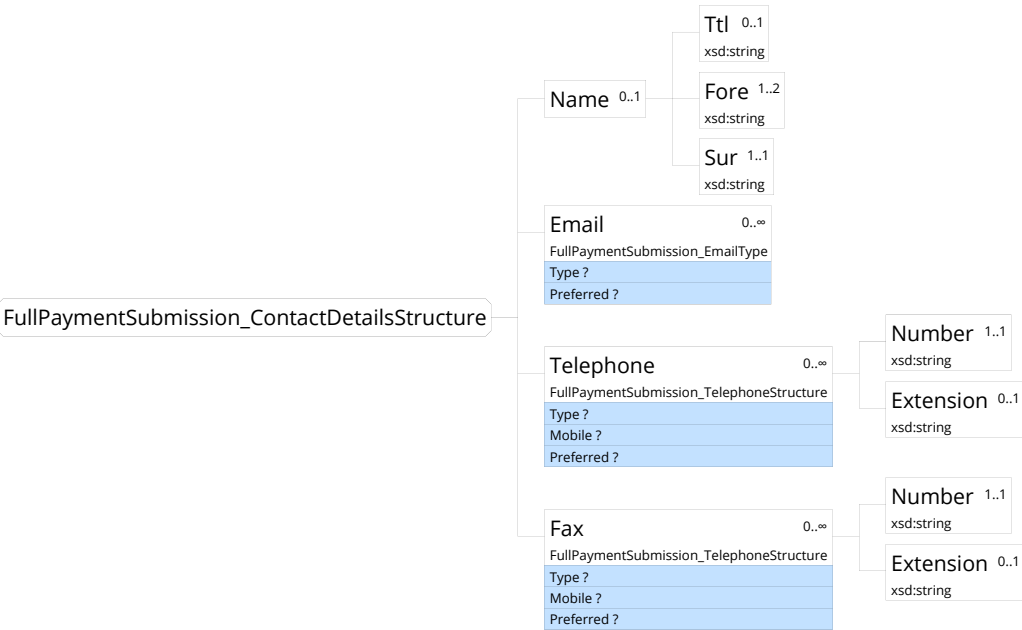 Ttl 0..1
xsd:string
Name 0..1
Fore 1..2
xsd:string
Sur 1..1
xsd:string
Email 0..∞
FullPaymentSubmission_EmailType
Type ?
Preferred ?
FullPaymentSubmission_ContactDetailsStructure
Telephone 0..∞
FullPaymentSubmission_TelephoneStructure
Type ?
Mobile ?
Preferred ?
Number 1..1
xsd:string
Extension 0..1
xsd:string
Fax 0..∞
FullPaymentSubmission_TelephoneStructure
Type ?
Mobile ?
Preferred ?
Number 1..1
xsd:string
Extension 0..1
xsd:string